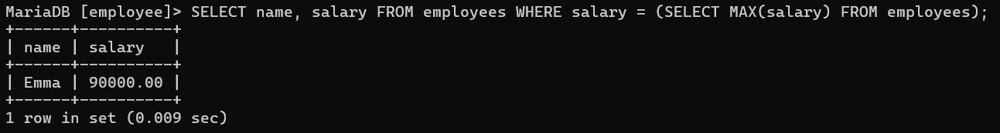 MariaDB [employee]> SELECT name, salary FROM employees WHERE salary = (SELECT MAX(salary) FROM employees);
+------+----------+
| name | salary   |
+------+----------+
| Emma | 90000.00 |
+------+----------+
1 row in set (0.009 sec)